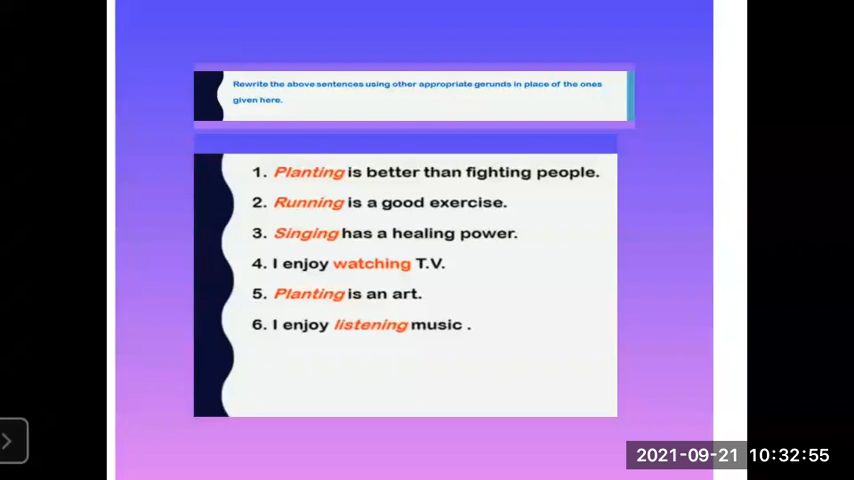 Rewrite the above sentences using other appropriate gerunds in place of the ones
given here.
1. Planting is better than fighting people.
2. Running is a good exercise.
3. Singing has a healing power.
4. I enjoy watching T.V.
5. Planting is an art.
6. I enjoy listening music .
2021-09-21 10:32:55